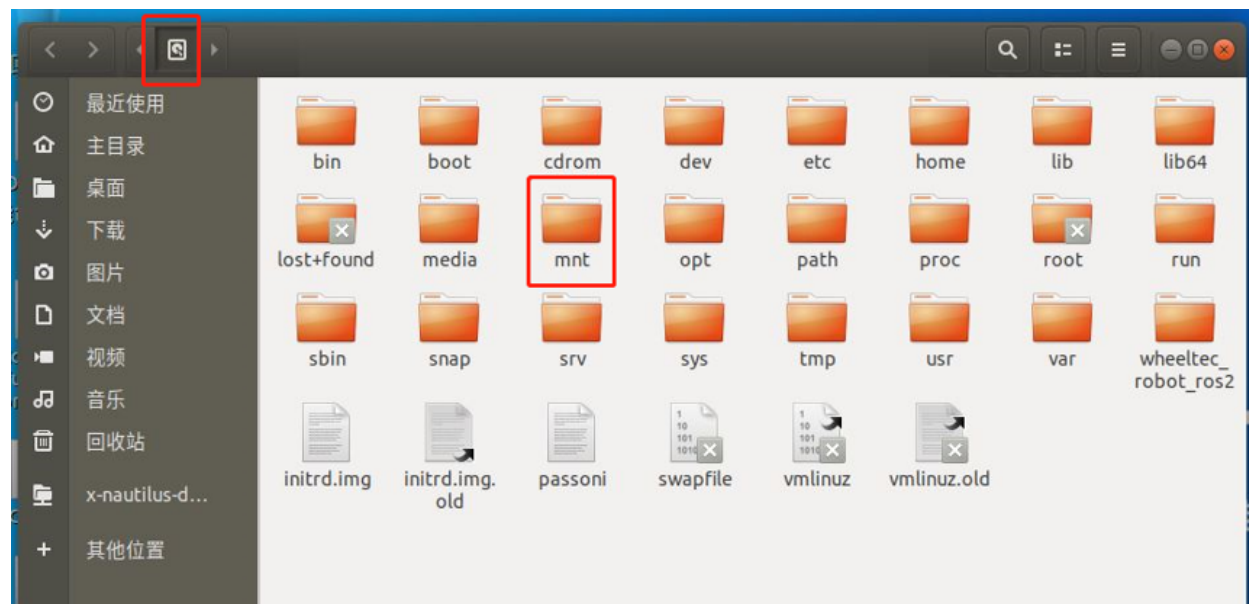 最近使用
主目录
桌面
下载
图片
文档
视频
音乐
回收站
x-nautilus-d...
其他位置
bin boot cdrom dev etc home lib lib64
lost+found media mnt opt path proc root run
sbin snap srv sys tmp usr var wheeltec_
robot_ros2
initrd.img initrd.img. passoni swapfile vmlinuz vmlinuz.old
old